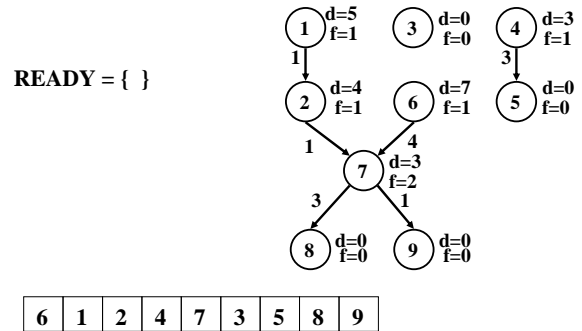 1 d=5 f=1
3 d=0 f=0
4 d=3 f=1
1
3
READY = { }
2 d=4 f=1
6 d=7 f=1
5 d=0 f=0
1
4
7 d=3 f=2
3
1
8 d=0 f=0
9 d=0 f=0
6 1 2 4 7 3 5 8 9